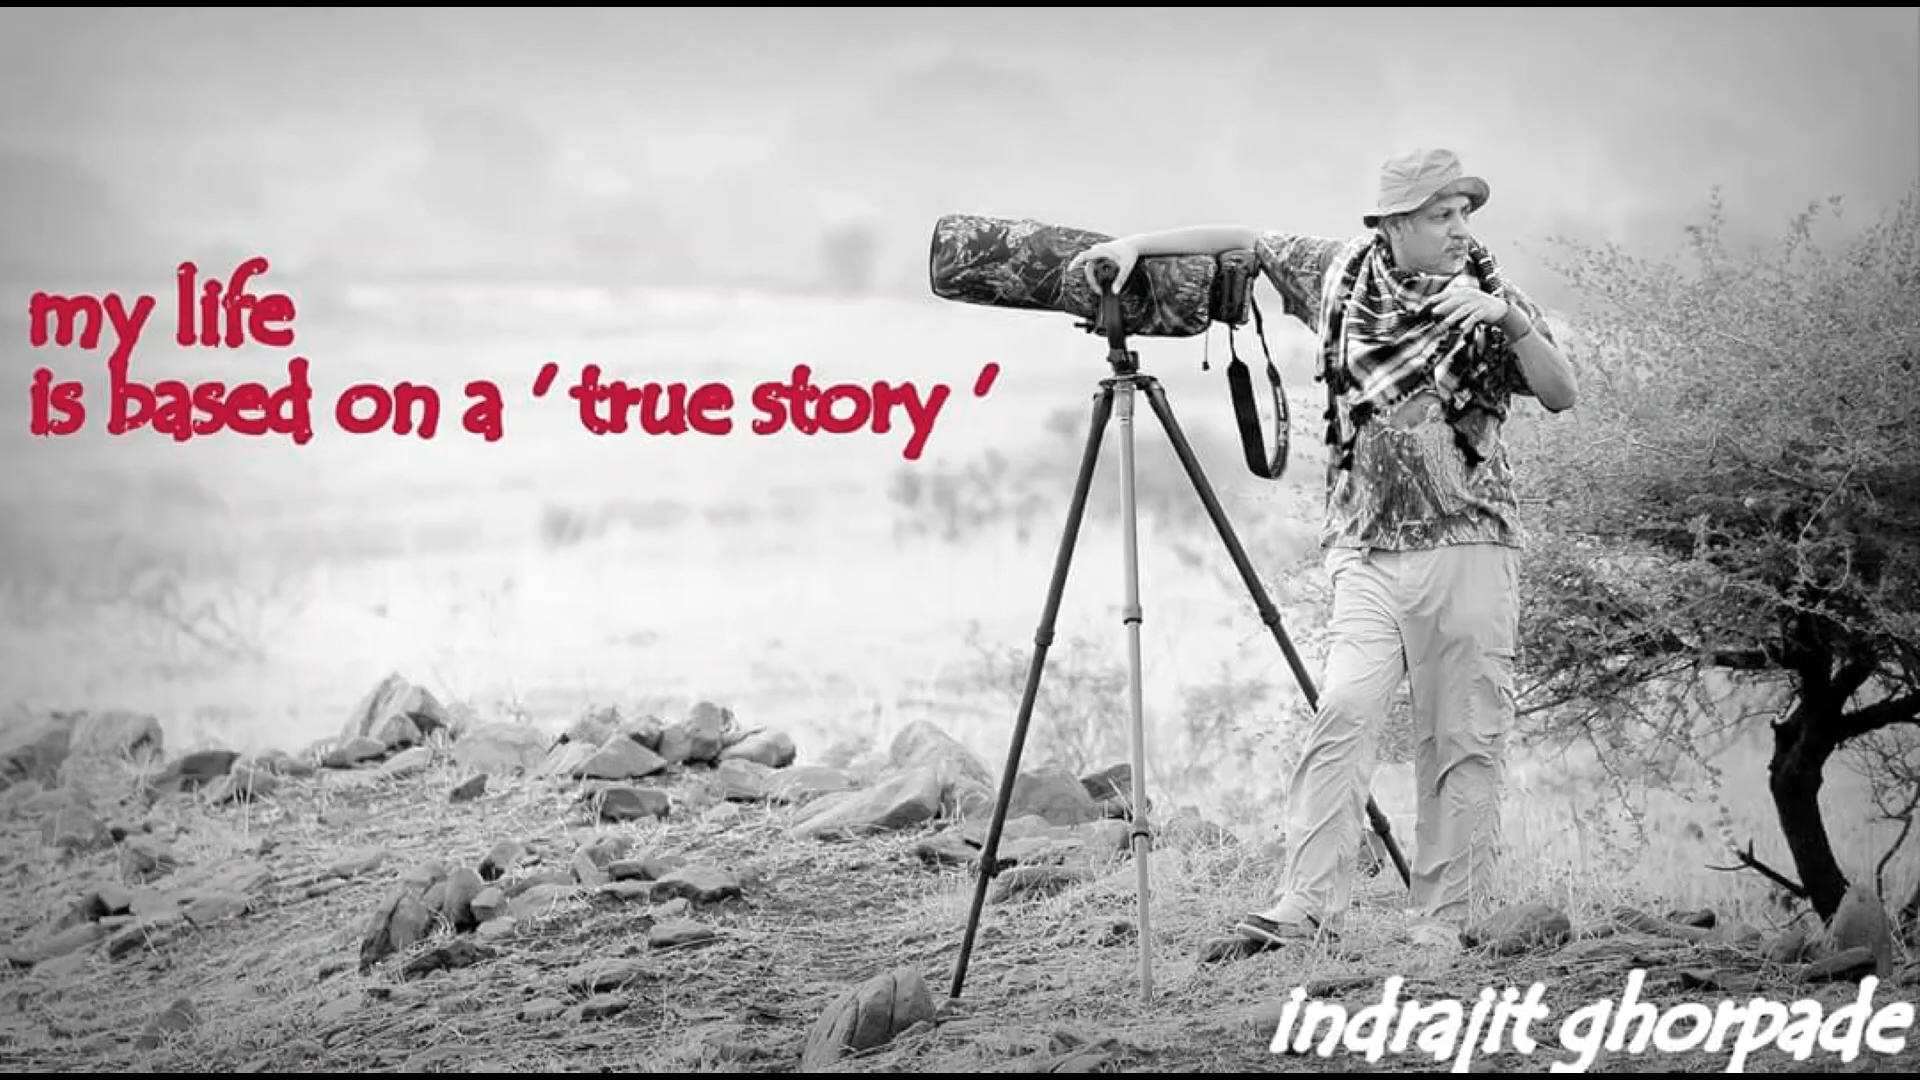 my life
is based on a ' true story '
indrajit ghorpade